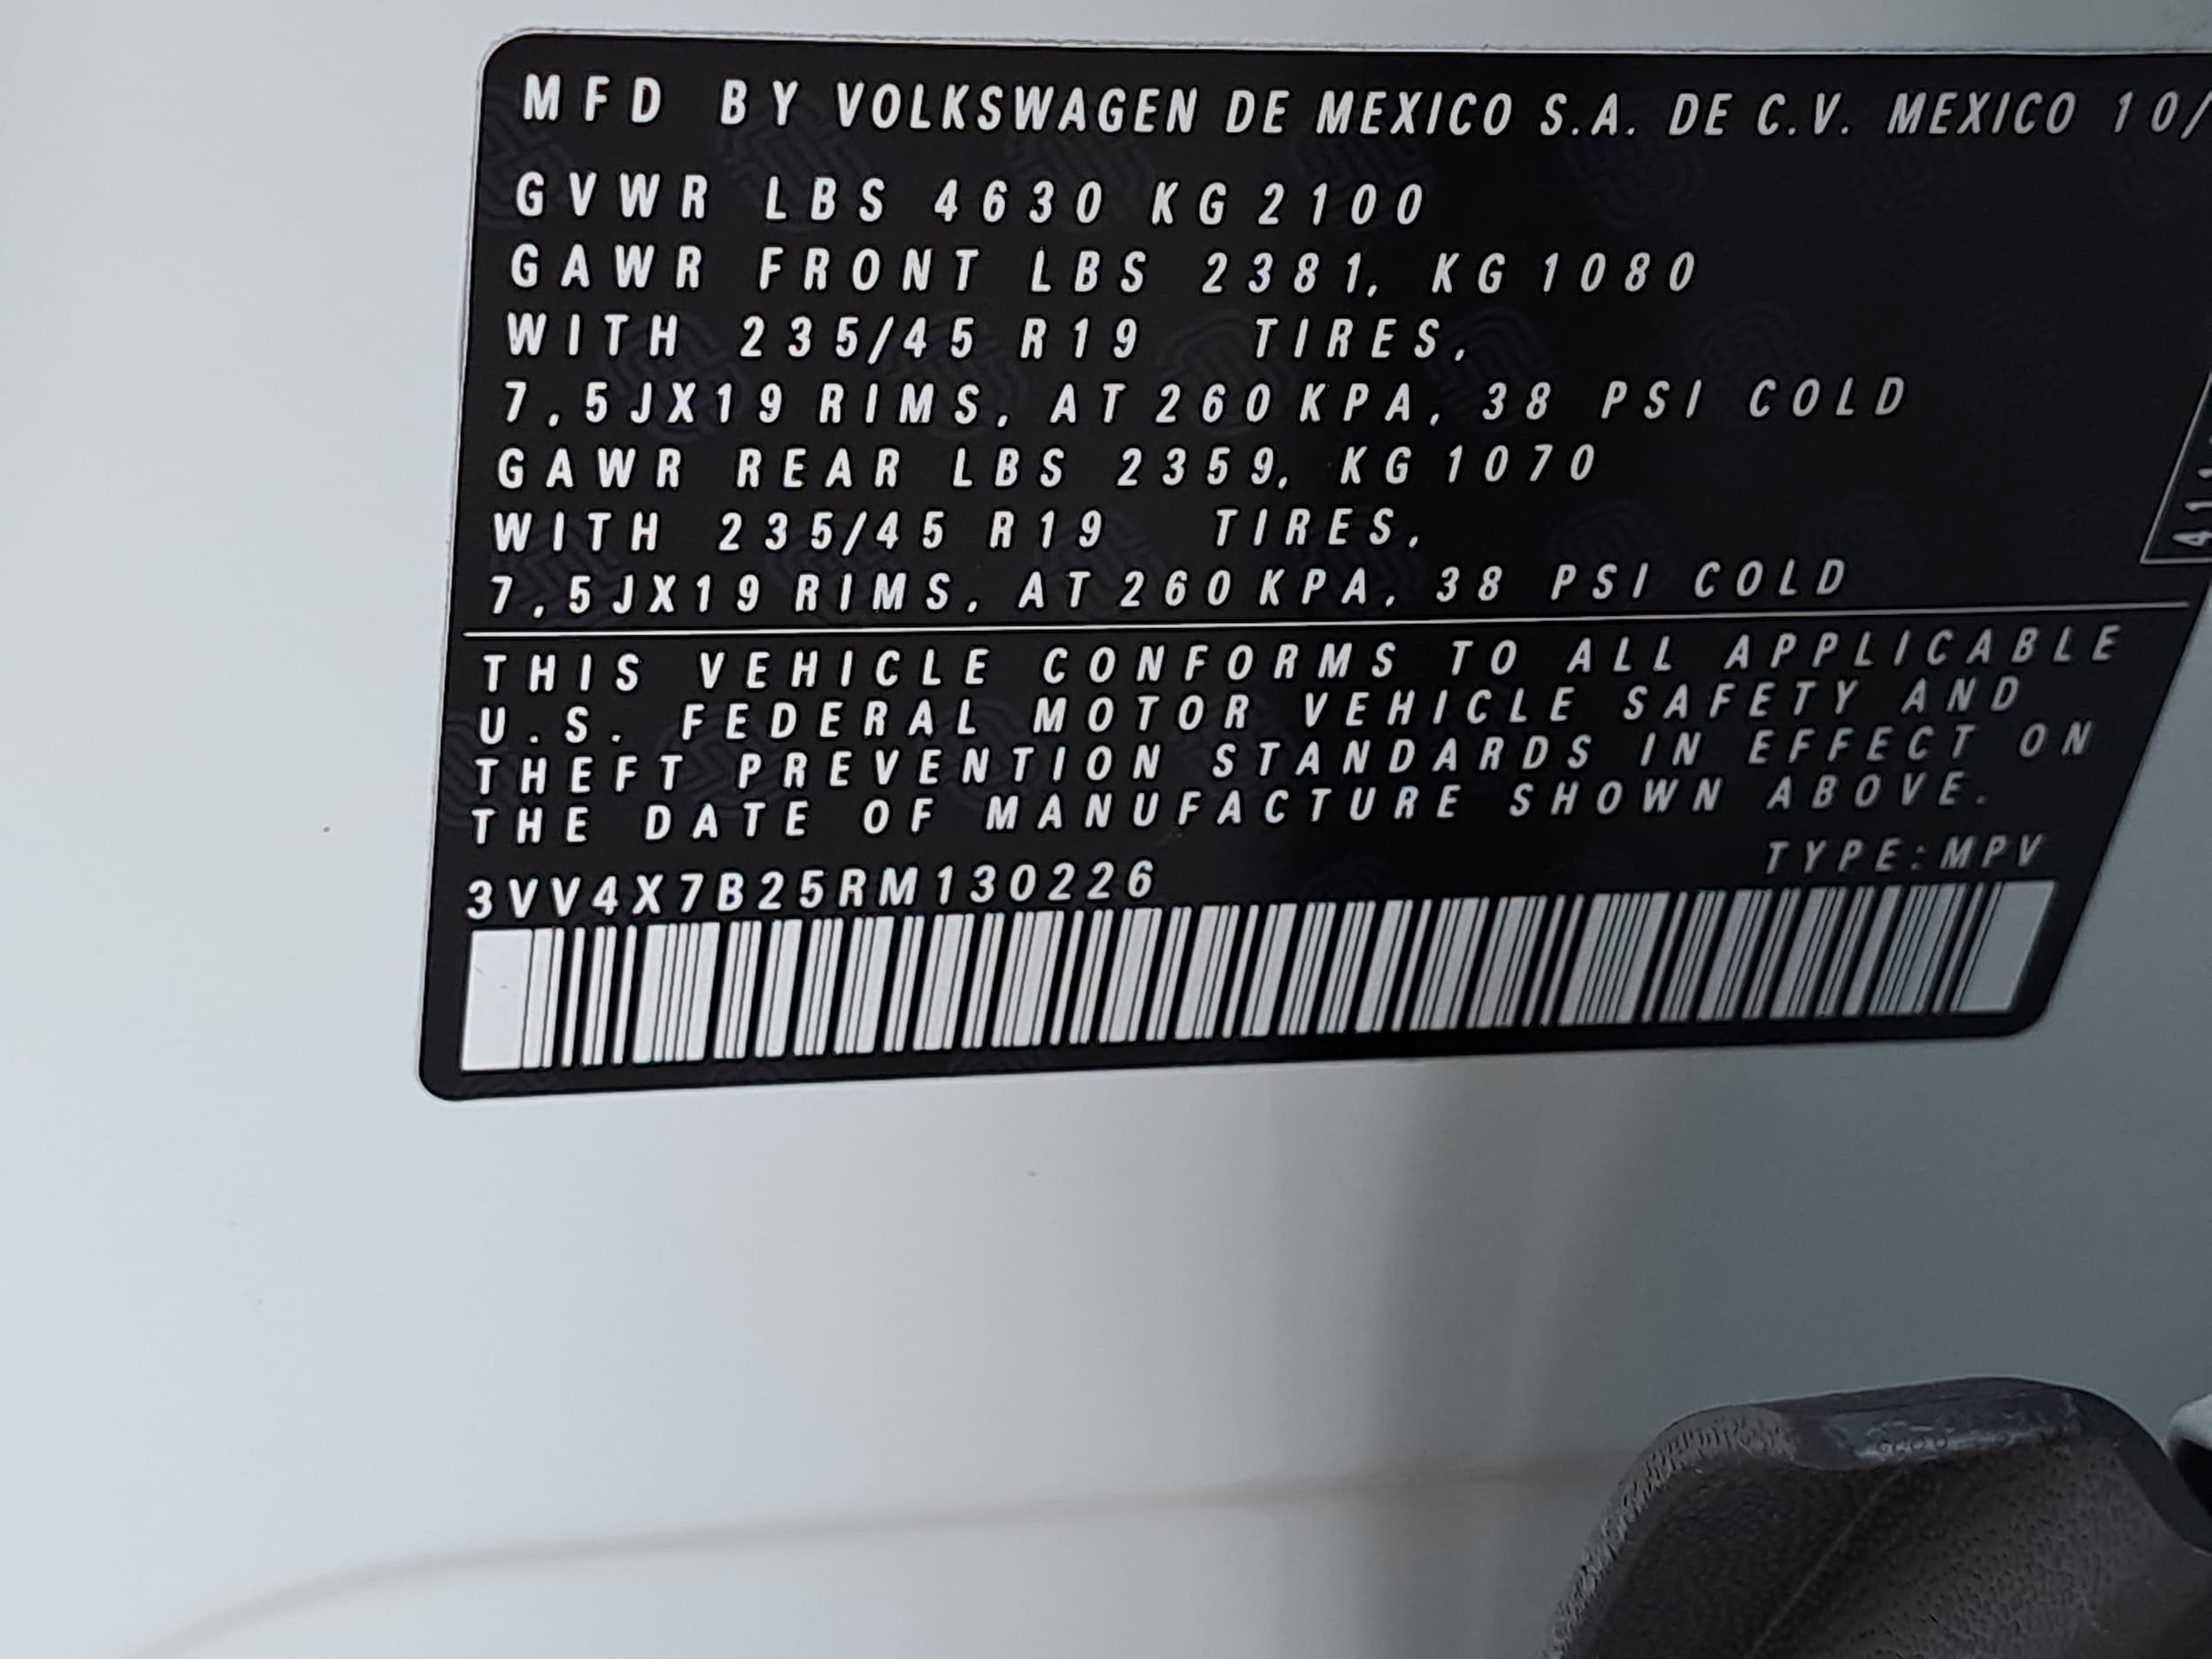 MFD BY VOLKSWAGEN DE MEXICO S.A. DE C.V. MEXICO 10/
GVWR LBS 4630 KG 2100
GAWR FRONT LBS 2381, KG 1080
WITH 235/45 R19 TIRES,
7,5JX19 RIMS, AT 260 KPA, 38 PSI COLD
GAWR REAR LBS 2359, KG 1070
WITH 235/45 R19 TIRES,
7,5JX19 RIMS, AT 260 KPA, 38 PSI COLD
THIS VEHICLE CONFORMS TO ALL APPLICABLE
U.S. FEDERAL MOTOR VEHICLE SAFETY AND
THEFT PREVENTION STANDARDS IN EFFECT ON
THE DATE OF MANUFACTURE SHOWN ABOVE.
TYPE:MPV
3VV4X7B25RM130226